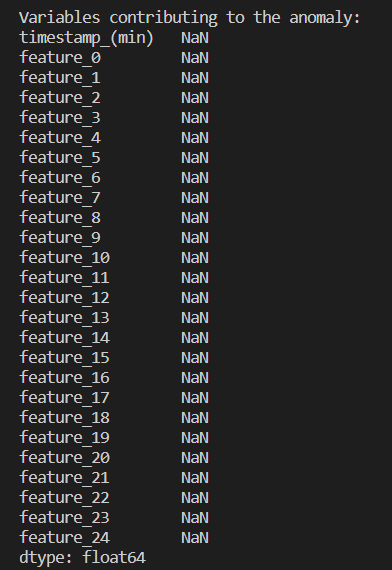 Variables contributing to the anomaly:
timestamp_(min)   NaN
feature_0         NaN
feature_1         NaN
feature_2         NaN
feature_3         NaN
feature_4         NaN
feature_5         NaN
feature_6         NaN
feature_7         NaN
feature_8         NaN
feature_9         NaN
feature_10        NaN
feature_11        NaN
feature_12        NaN
feature_13        NaN
feature_14        NaN
feature_15        NaN
feature_16        NaN
feature_17        NaN
feature_18        NaN
feature_19        NaN
feature_20        NaN
feature_21        NaN
feature_22        NaN
feature_23        NaN
feature_24        NaN
dtype: float64